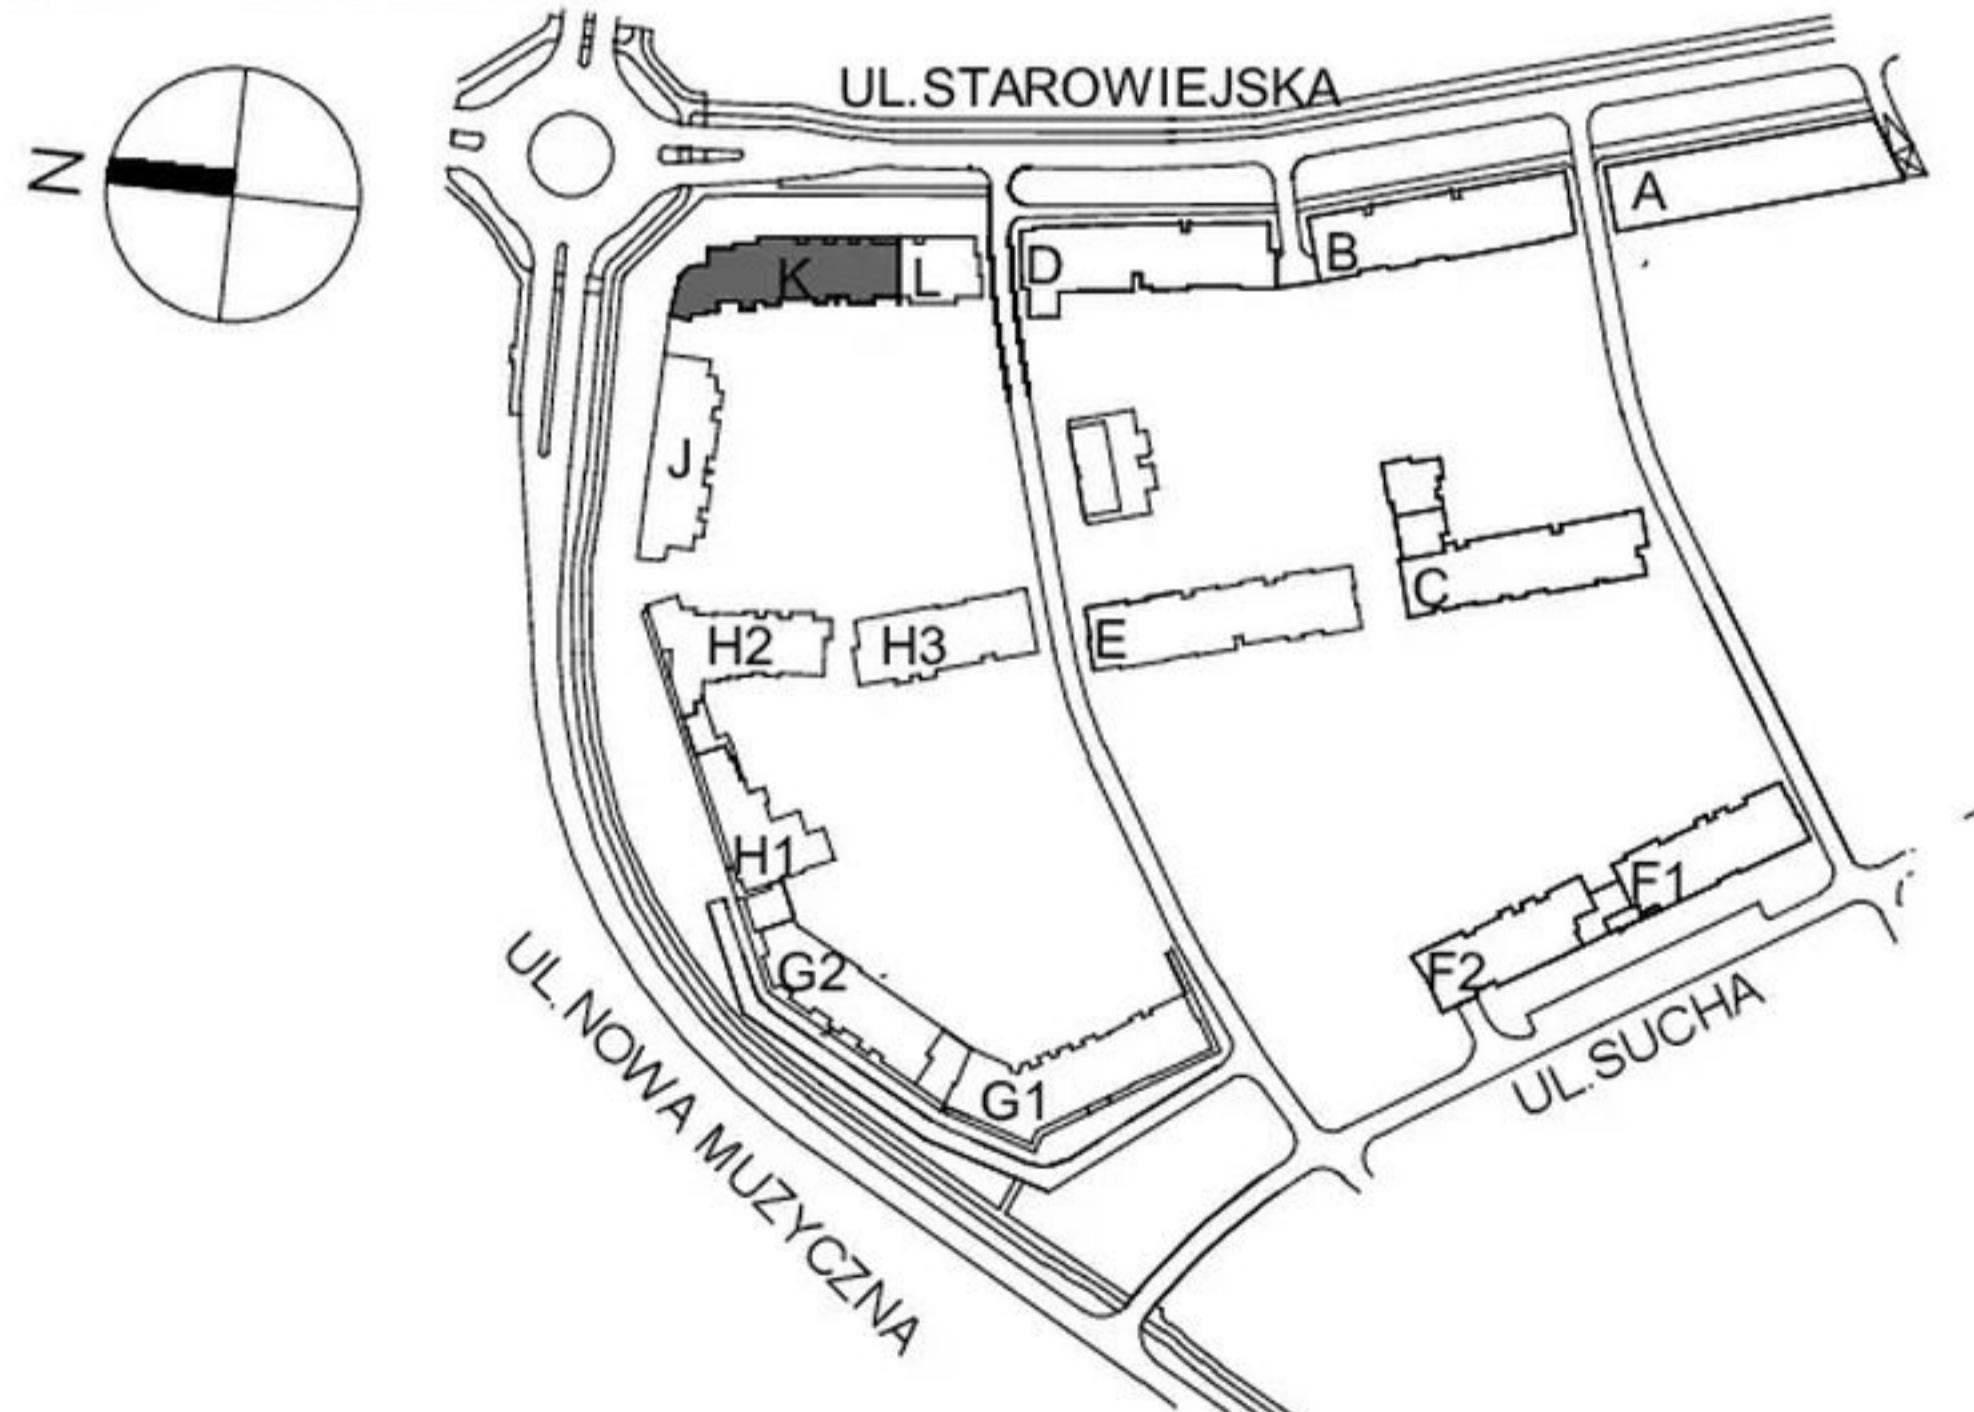 UL.STAROWIEJSKA
N
A
B
D
K
L
J
C
H2
H3
E
H1
F1
G2
F2
G1
UL.SUCHA
UL.NOWA MUZYCZNA